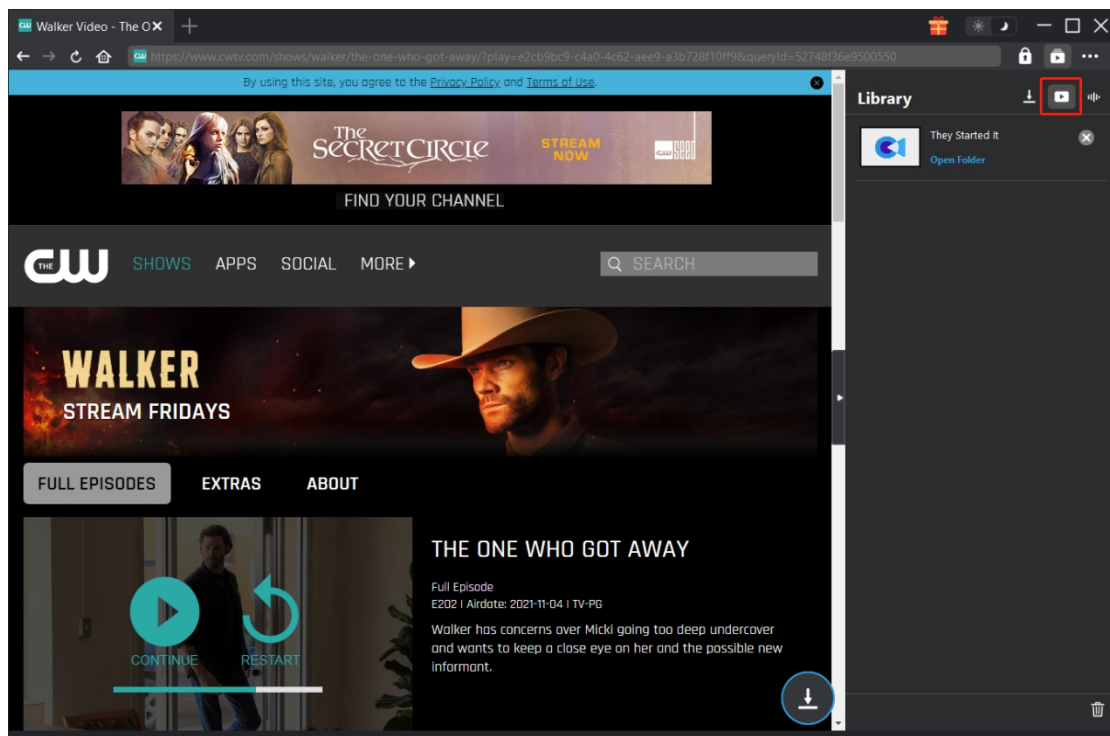 Walker Video - The O
https://www.cwtv.com/shows/walker/the-one-who-got-away/?play=e2cb9bc9-c4a0-4c62-aee9-a3b728f10ff9&queryId=52748f36e9500550
By using this site, you agree to the Privacy Policy and Terms of Use.
The
SECRET CIRCLE
STREAM
NOW
CW seed
FIND YOUR CHANNEL
THE CW
SHOWS
APPS
SOCIAL
MORE
SEARCH
WALKER
STREAM FRIDAYS
FULL EPISODES
EXTRAS
ABOUT
CONTINUE
RESTART
THE ONE WHO GOT AWAY
Full Episode
E202 | Airdate: 2021-11-04 | TV-PG
Walker has concerns over Micki going too deep undercover
and wants to keep a close eye on her and the possible new
informant.
Library
They Started It
Open Folder